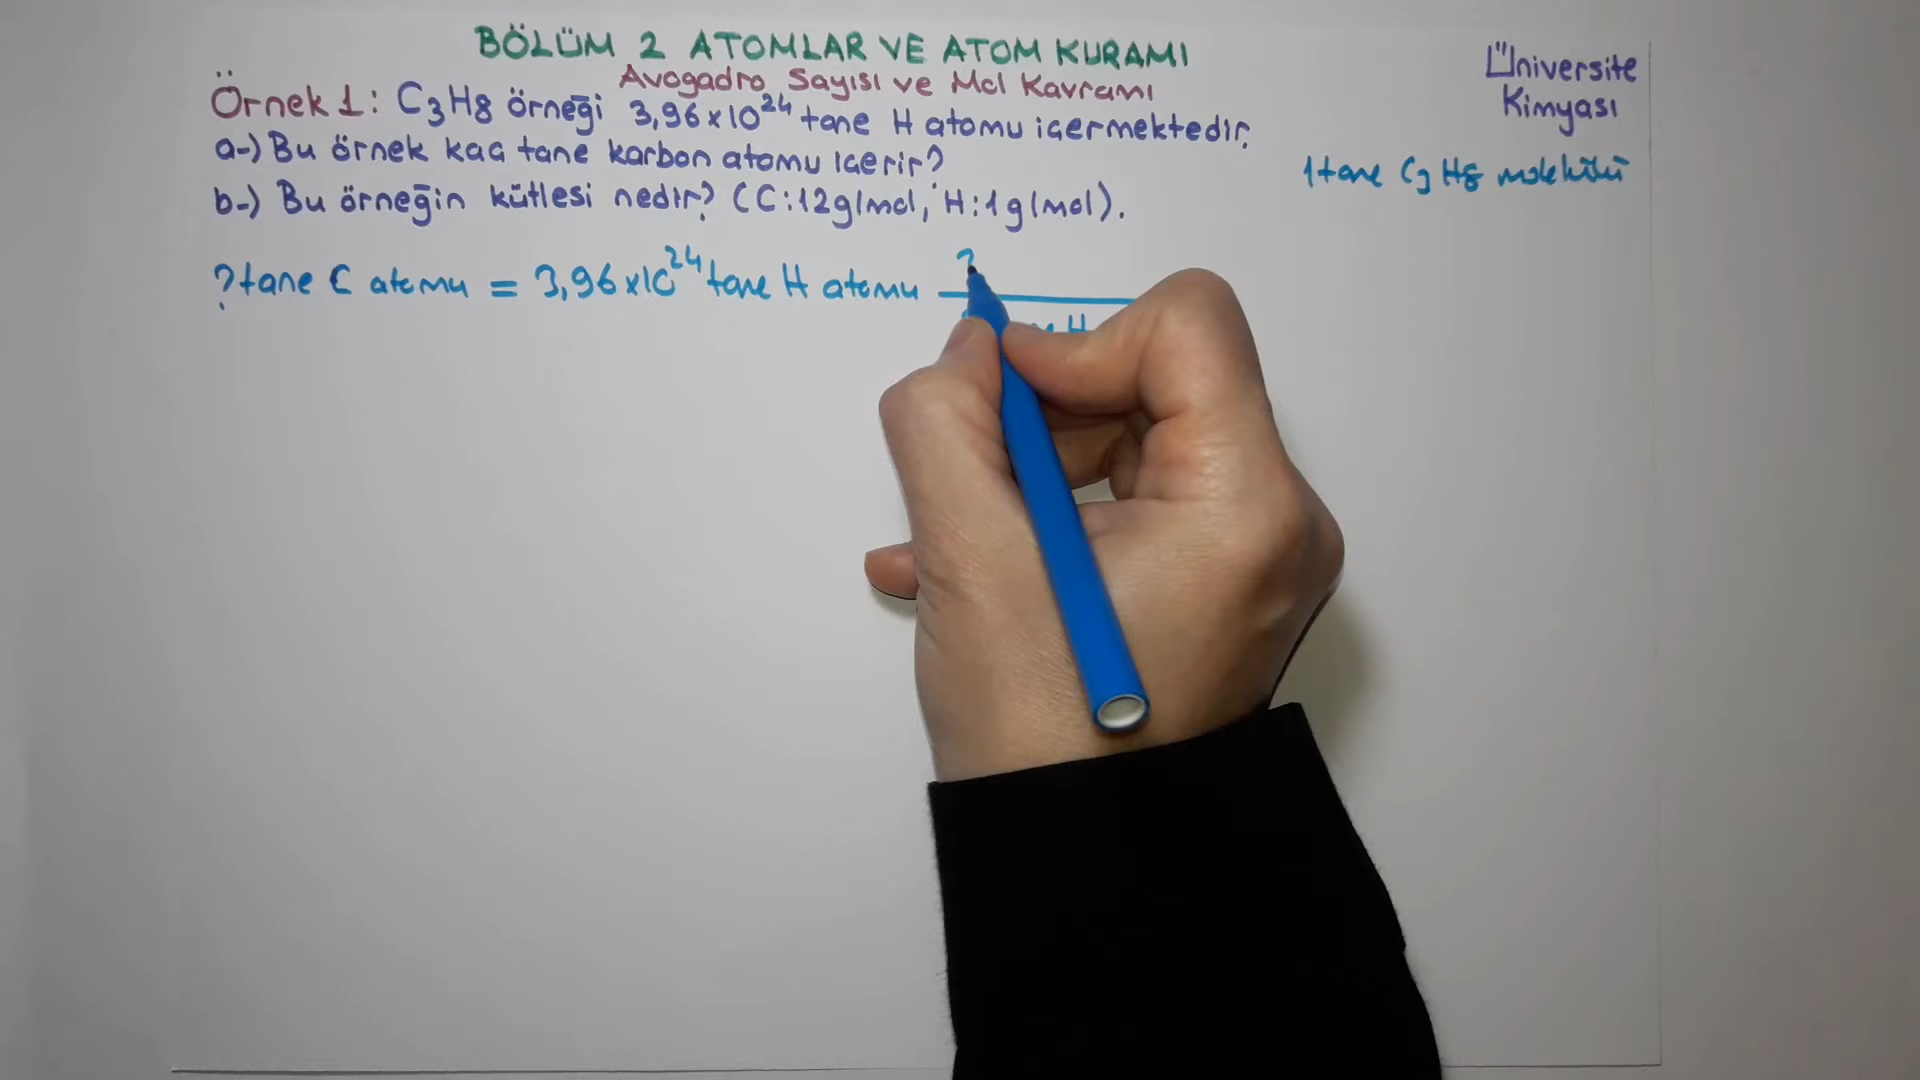 BÖLÜM 2 ATOMLAR VE ATOM KURAMI
Avogadro Sayısı ve Mol Kavramı
Üniversite
Kimyası
Örnek 1: C3H8 örneği 3,96x10^24 tane H atomu içermektedir.
a-) Bu örnek kaç tane karbon atomu içerir?
b-) Bu örneğin kütlesi nedir? (C:12g/mol, H:1g/mol).
1 tane C3H8 molekülü
? tane C atomu = 3,96x10^24 tane H atomu
H